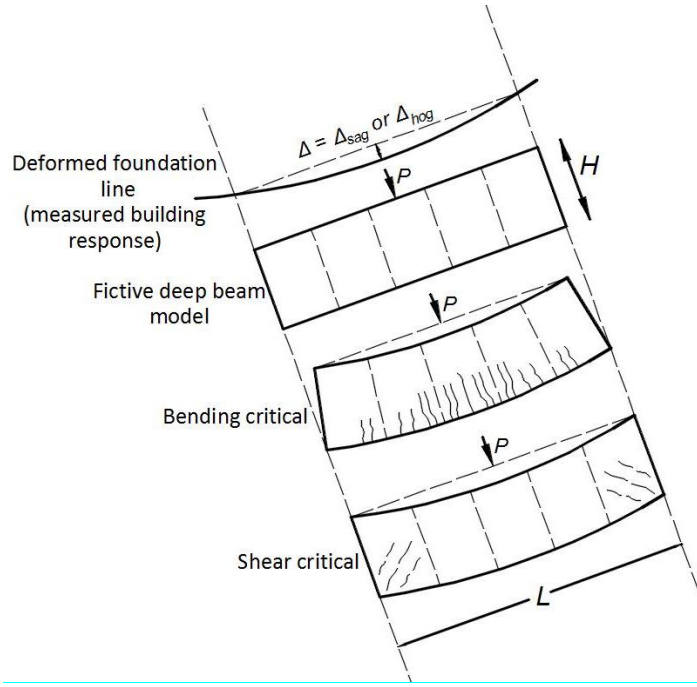 Δ = Δsag or Δhog
Deformed foundation
line
(measured building
response)
H
P
Fictive deep beam
model
P
Bending critical
P
Shear critical
L